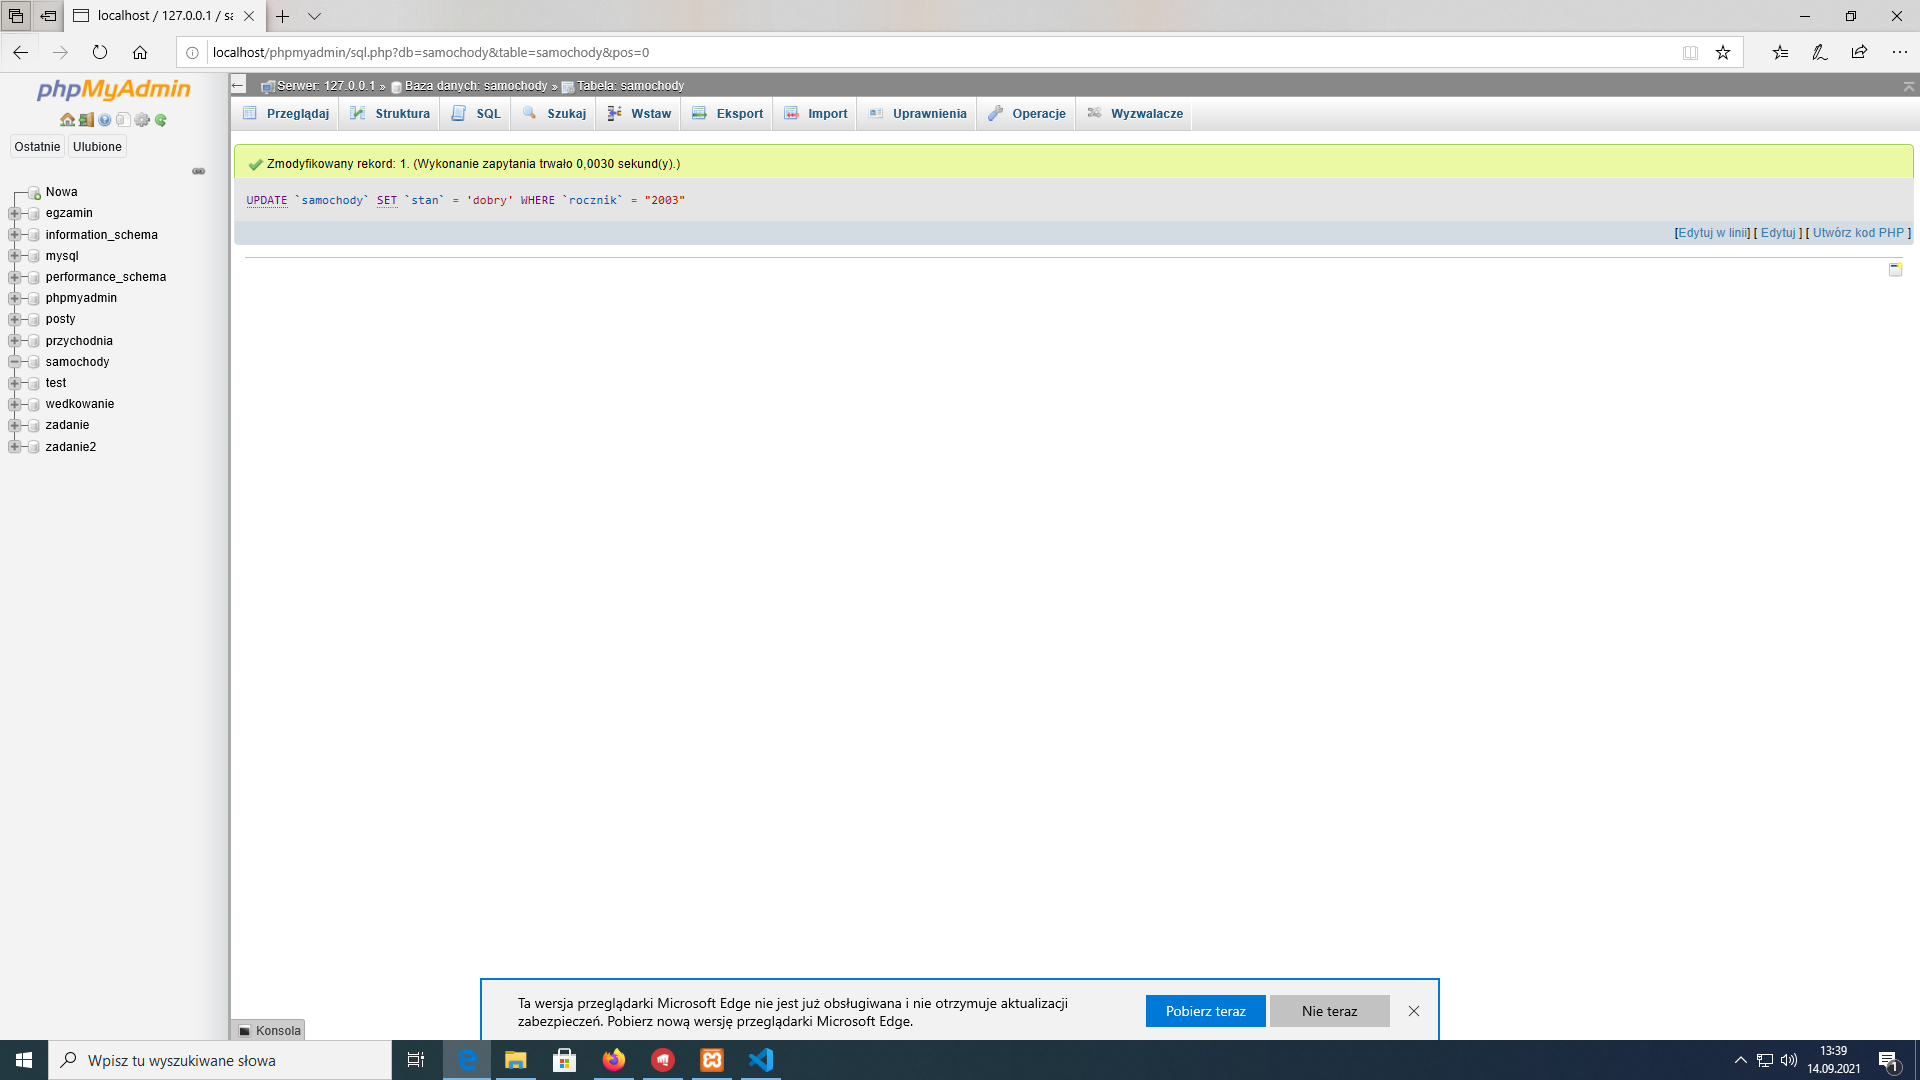 localhost / 127.0.0.1 / sa
localhost/phpmyadmin/sql.php?db=samochody&table=samochody&pos=0
phpMyAdmin
Ostatnie Ulubione
Nowa
egzamin
information_schema
mysql
performance_schema
phpmyadmin
posty
przychodnia
samochody
test
wedkowanie
zadanie
zadanie2
Serwer: 127.0.0.1 » Baza danych: samochody » Tabela: samochody
Przeglądaj Struktura SQL Szukaj Wstaw Eksport Import Uprawnienia Operacje Wyzwalacze
Zmodyfikowany rekord: 1. (Wykonanie zapytania trwało 0,0030 sekund(y).)
UPDATE `samochody` SET `stan` = 'dobry' WHERE `rocznik` = "2003"
[Edytuj w linii] [ Edytuj ] [ Utwórz kod PHP ]
Ta wersja przeglądarki Microsoft Edge nie jest już obsługiwana i nie otrzymuje aktualizacji
zabezpieczeń. Pobierz nową wersję przeglądarki Microsoft Edge.
Pobierz teraz Nie teraz
Konsola
Wpisz tu wyszukiwane słowa
13:39
14.09.2021
1